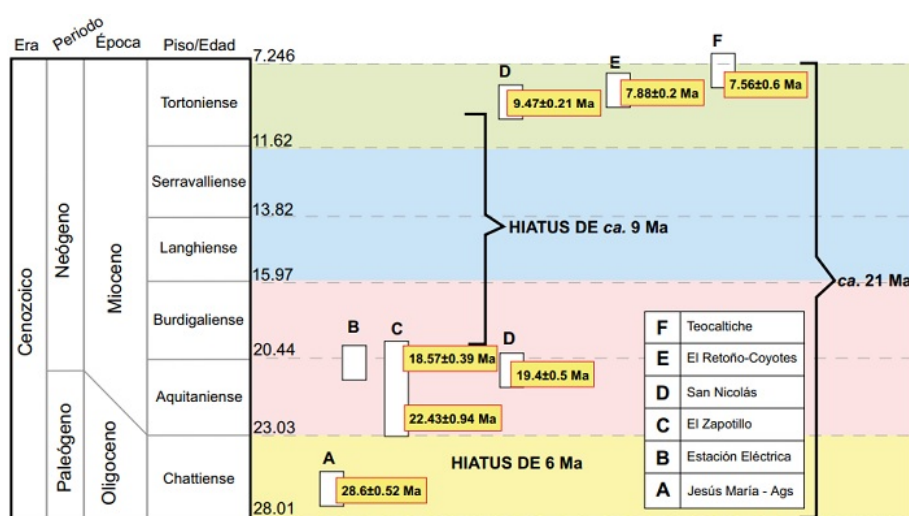 Era Periodo Época Piso/Edad
7.246
Tortoniense
11.62
Serravalliense
13.82
Langhiense
15.97
Burdigaliense
20.44
Aquitaniense
23.03
Chattiense
28.01
Cenozoico
Neógeno
Paleógeno
Mioceno
Oligoceno
F
E
D
7.56±0.6 Ma
7.88±0.2 Ma
9.47±0.21 Ma
HIATUS DE ca. 9 Ma
ca. 21 Ma
B
C
D
18.57±0.39 Ma
19.4±0.5 Ma
22.43±0.94 Ma
HIATUS DE 6 Ma
A
28.6±0.52 Ma
F Teocaltiche
E El Retoño-Coyotes
D San Nicolás
C El Zapotillo
B Estación Eléctrica
A Jesús María - Ags